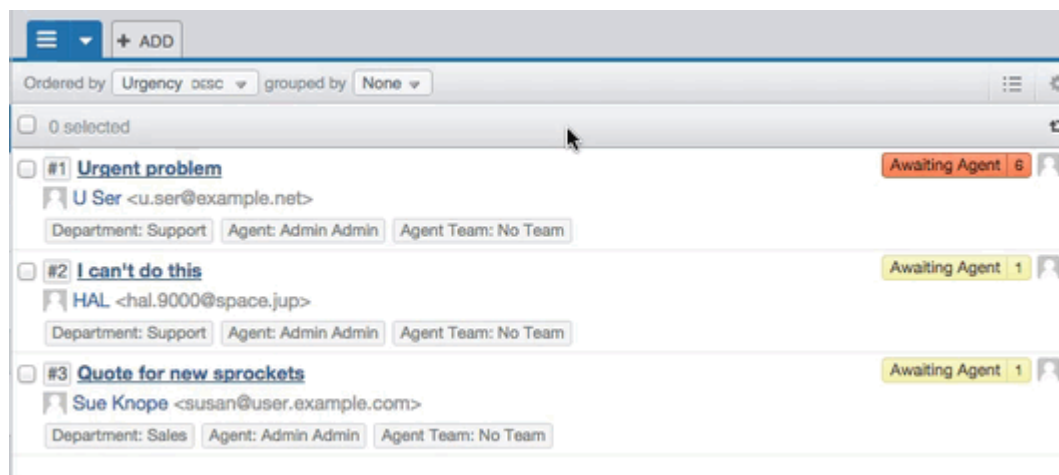 + ADD
Ordered by Urgency DESC grouped by None
0 selected
#1 Urgent problem Awaiting Agent 6
U Ser <u.ser@example.net>
Department: Support Agent: Admin Admin Agent Team: No Team
#2 I can't do this Awaiting Agent 1
HAL <hal.9000@space.jup>
Department: Support Agent: Admin Admin Agent Team: No Team
#3 Quote for new sprockets Awaiting Agent 1
Sue Knope <susan@user.example.com>
Department: Sales Agent: Admin Admin Agent Team: No Team